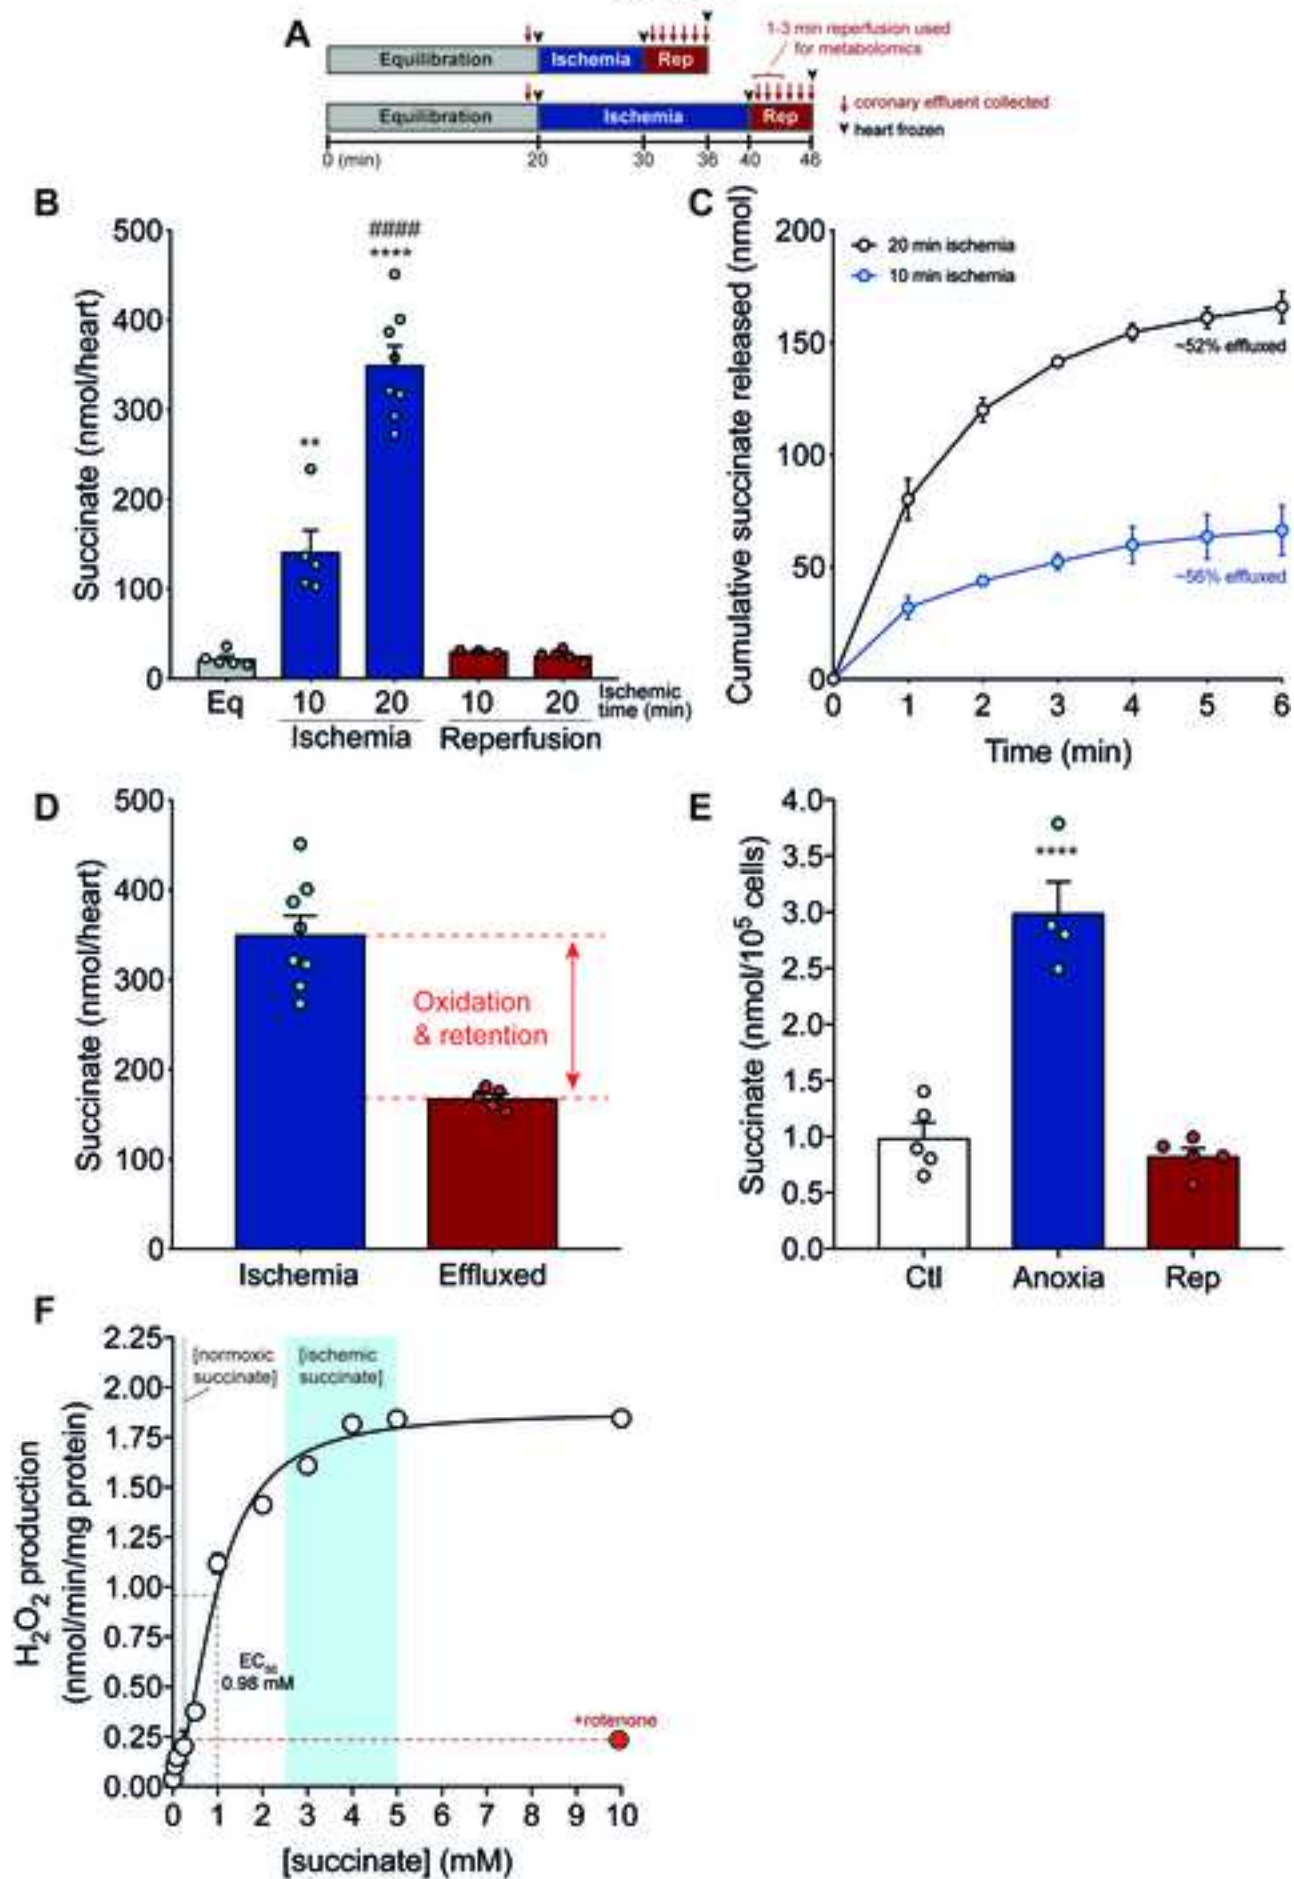 A
1-3 min reperfusion used
for metabolomics
Equilibration Ischemia Rep
Equilibration Ischemia Rep
coronary effluent collected
heart frozen
0 (min) 20 30 36 40 46
B
Succinate (nmol/heart)
500
400
300
200
100
0
####
****
**
Eq 10 20 10 20
Ischemic
time (min)
Ischemia Reperfusion
C
Cumulative succinate released (nmol)
200
150
100
50
0
20 min ischemia
10 min ischemia
~52% effluxed
~56% effluxed
0 1 2 3 4 5 6
Time (min)
D
Succinate (nmol/heart)
500
400
300
200
100
0
Oxidation
& retention
Ischemia Effluxed
E
Succinate (nmol/10⁵ cells)
4.0
3.5
3.0
2.5
2.0
1.5
1.0
0.5
0.0
****
Ctl Anoxia Rep
F
H₂O₂ production
(nmol/min/mg protein)
2.25
2.00
1.75
1.50
1.25
1.00
0.75
0.50
0.25
0.00
[normoxic
succinate]
[ischemic
succinate]
EC₅₀
0.98 mM
+rotenone
0 1 2 3 4 5 6 7 8 9 10
[succinate] (mM)